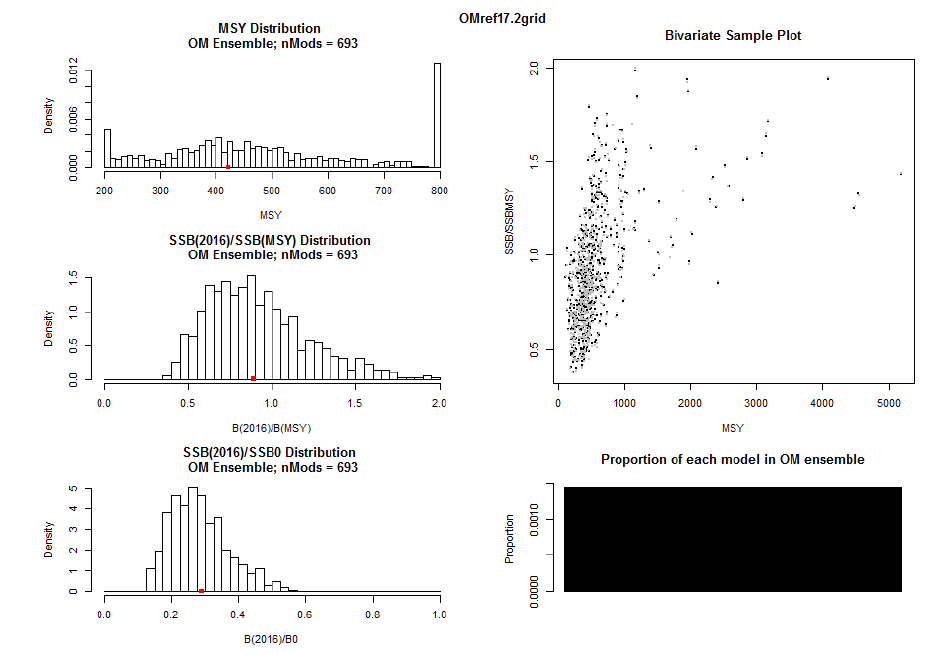 OMref17.2grid
MSY Distribution
OM Ensemble; nMods = 693
Density
0.000 0.006 0.012
200 300 400 500 600 700 800
MSY
SSB(2016)/SSB(MSY) Distribution
OM Ensemble; nMods = 693
Density
0.0 0.5 1.0 1.5
0.0 0.5 1.0 1.5 2.0
B(2016)/B(MSY)
SSB(2016)/SSB0 Distribution
OM Ensemble; nMods = 693
Density
0 1 2 3 4 5
0.0 0.2 0.4 0.6 0.8 1.0
B(2016)/B0
Bivariate Sample Plot
SSB/SSBMSY
0.5 1.0 1.5 2.0
0 1000 2000 3000 4000 5000
MSY
Proportion of each model in OM ensemble
Proportion
0.0000 0.0010